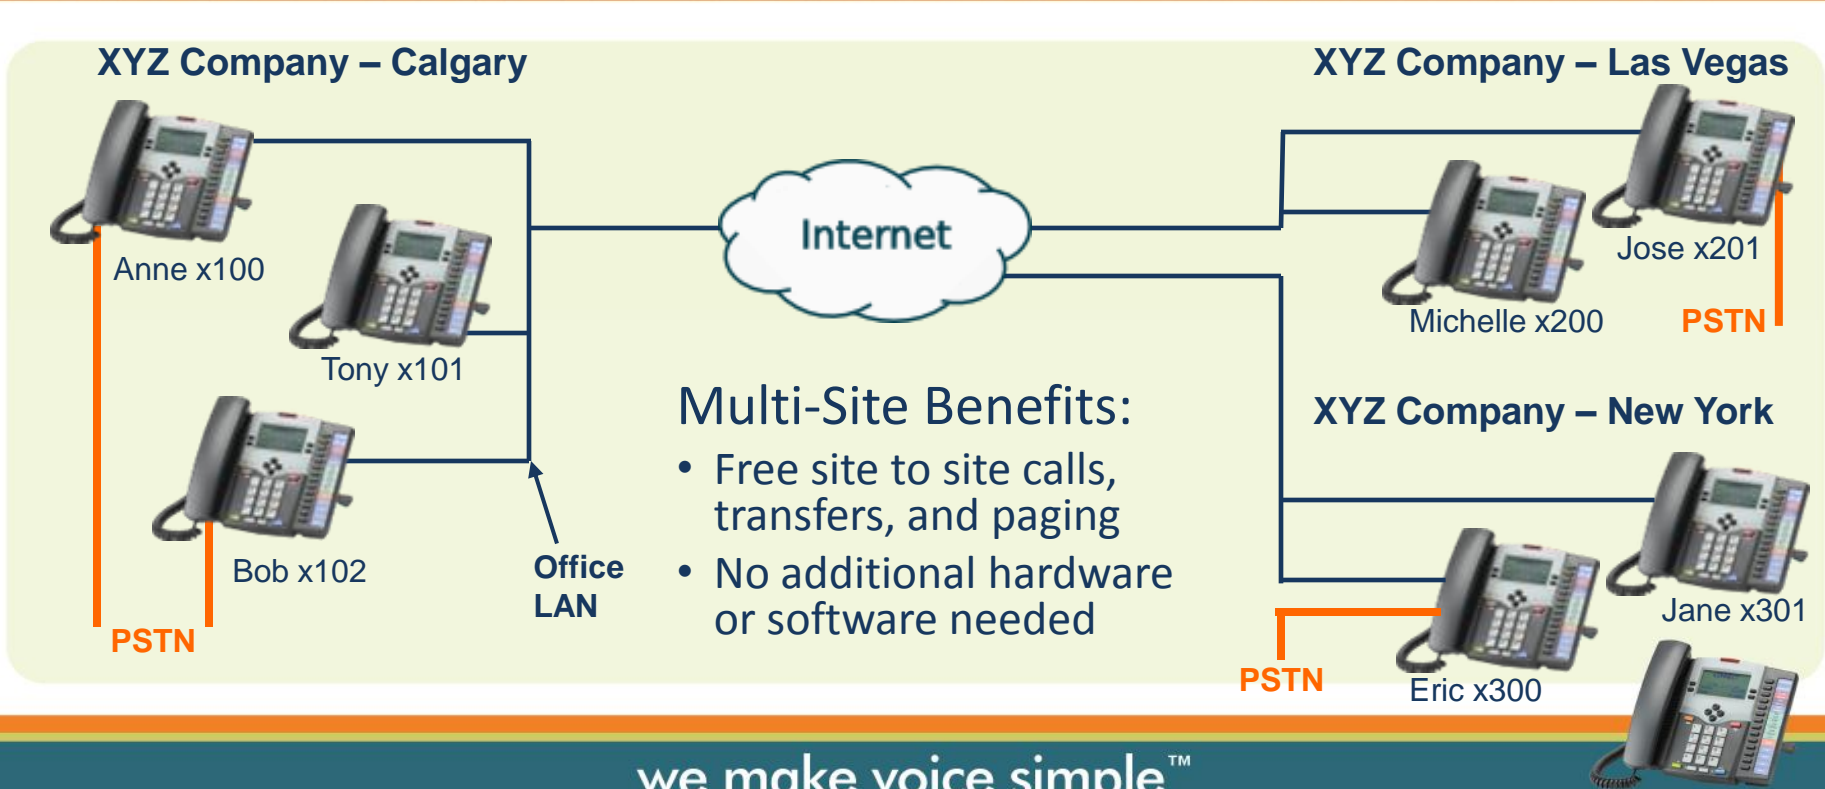 XYZ Company – Calgary
Anne x100
Tony x101
Bob x102
PSTN
Office
LAN
Internet
Multi-Site Benefits:
• Free site to site calls,
transfers, and paging
• No additional hardware
or software needed
XYZ Company – Las Vegas
Jose x201
Michelle x200
PSTN
XYZ Company – New York
Jane x301
Eric x300
PSTN
we make voice simple™